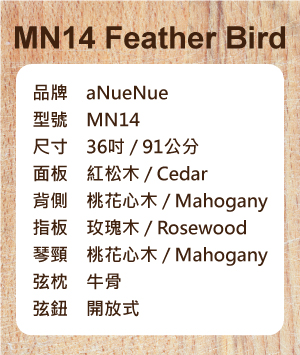 MN14 Feather Bird
品牌 aNueNue
型號 MN14
尺寸 36吋 / 91公分
面板 紅松木 / Cedar
背側 桃花心木 / Mahogany
指板 玫瑰木 / Rosewood
琴頸 桃花心木 / Mahogany
弦枕 牛骨
弦鈕 開放式